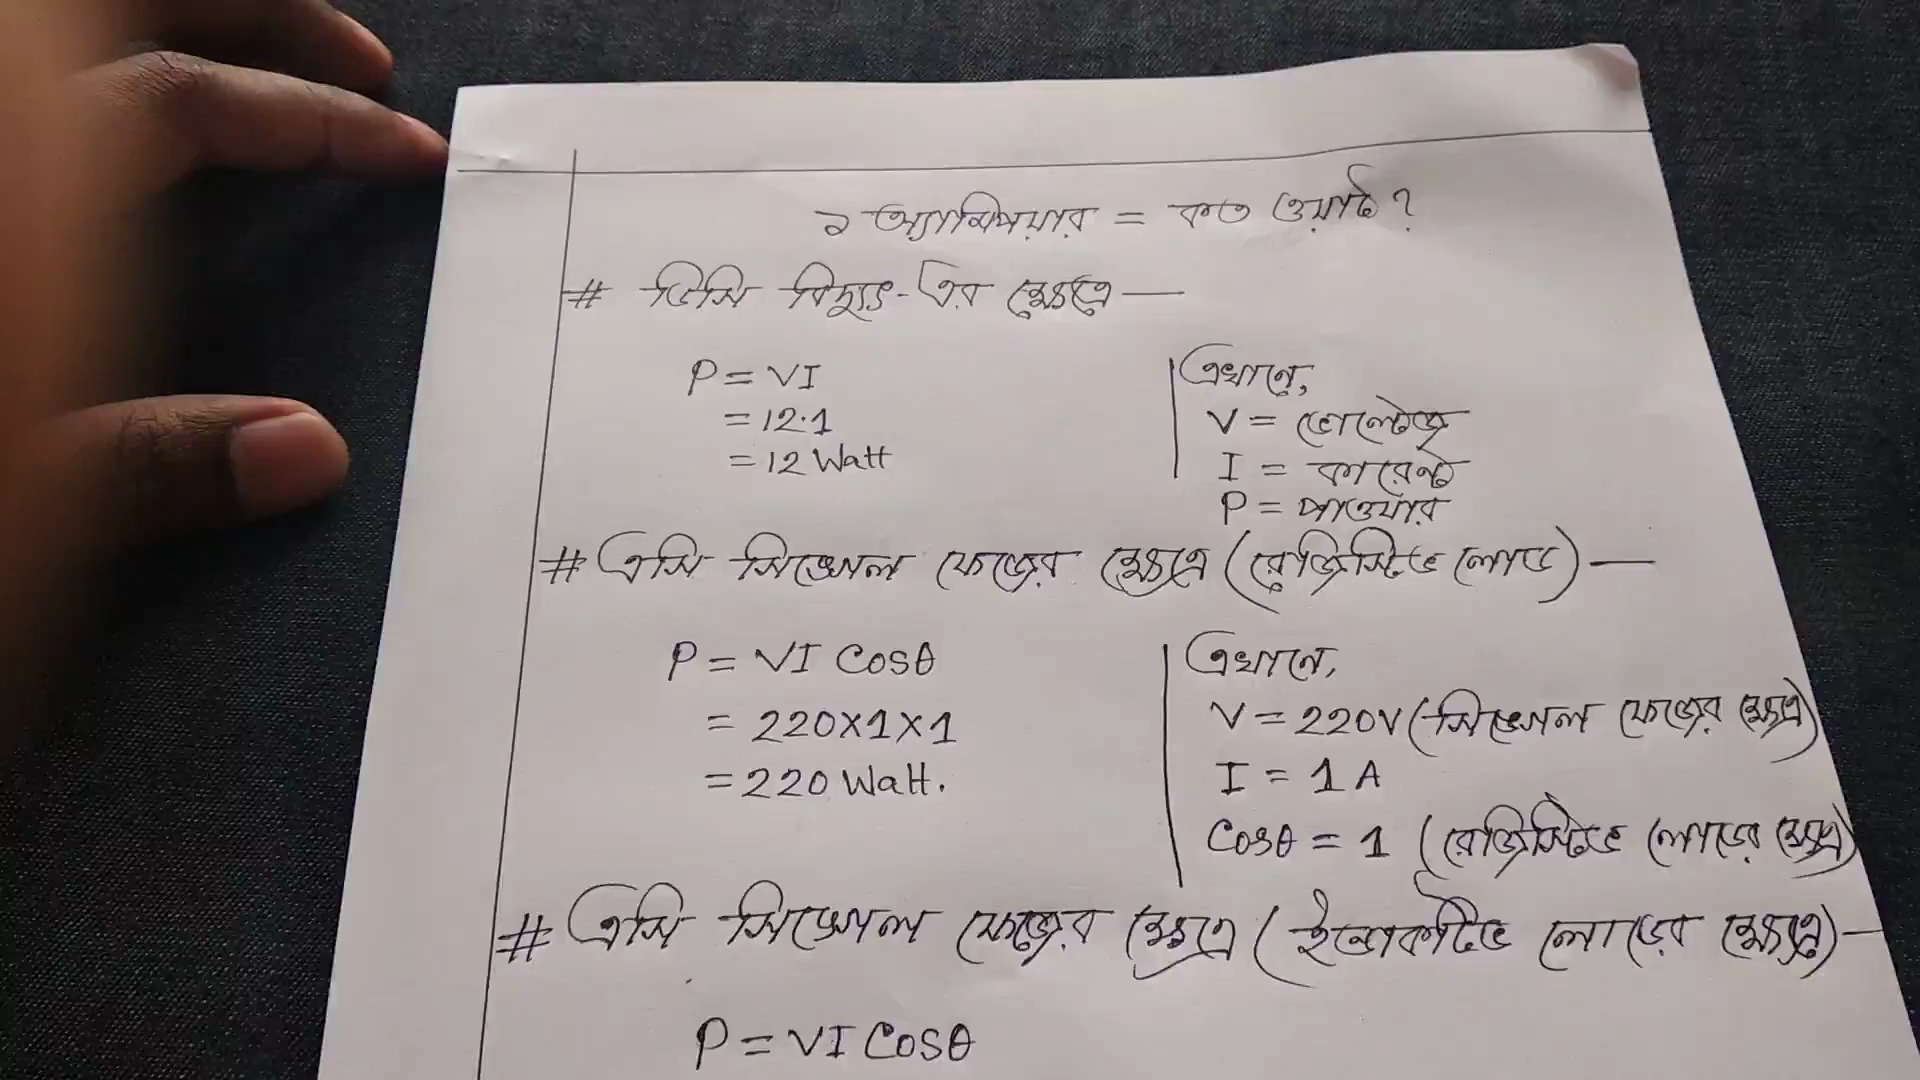 ১ অ্যাম্পিয়ার = কত ওয়াট?
# ডিসি বিদ্যুৎ-এর ক্ষেত্রে —
P = VI
= 12.1
= 12 Watt
এখানে,
V = ভোল্টেজ
I = কারেন্ট
P = পাওয়ার
# এসি সিঙ্গেল ফেজের ক্ষেত্রে (রেজিস্টিভ লোড) —
P = VI Cosθ
= 220×1×1
= 220 Watt.
এখানে,
V = 220V (সিঙ্গেল ফেজের ক্ষেত্রে)
I = 1 A
Cosθ = 1 (রেজিস্টিভ লোডের ক্ষেত্রে)
# এসি সিঙ্গেল ফেজের ক্ষেত্রে (ইন্ডাকটিভ লোডের ক্ষেত্রে) —
P = VI Cosθ